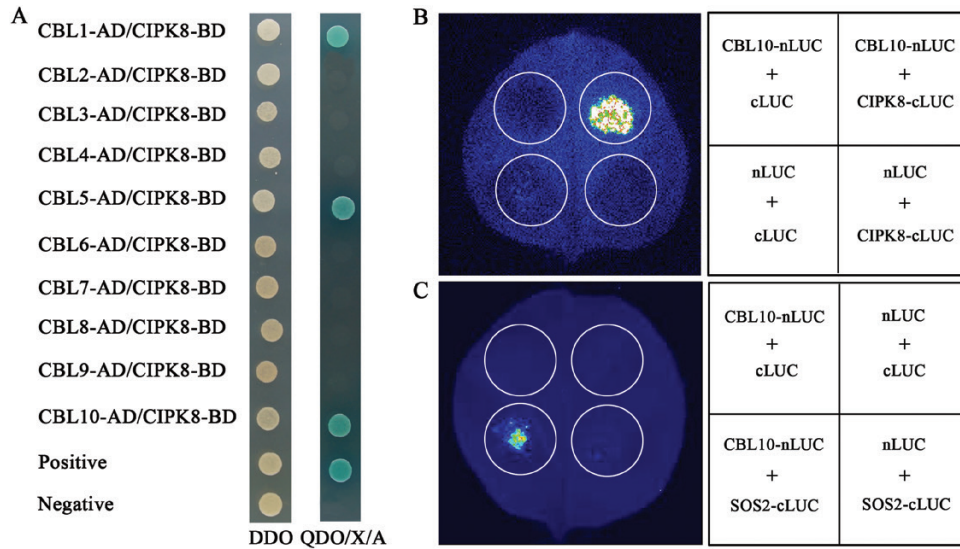 A
CBL1-AD/CIPK8-BD
CBL2-AD/CIPK8-BD
CBL3-AD/CIPK8-BD
CBL4-AD/CIPK8-BD
CBL5-AD/CIPK8-BD
CBL6-AD/CIPK8-BD
CBL7-AD/CIPK8-BD
CBL8-AD/CIPK8-BD
CBL9-AD/CIPK8-BD
CBL10-AD/CIPK8-BD
Positive
Negative
DDO QDO/X/A
B
CBL10-nLUC
+
cLUC
CBL10-nLUC
+
CIPK8-cLUC
nLUC
+
cLUC
nLUC
+
CIPK8-cLUC
C
CBL10-nLUC
+
cLUC
nLUC
+
cLUC
CBL10-nLUC
+
SOS2-cLUC
nLUC
+
SOS2-cLUC